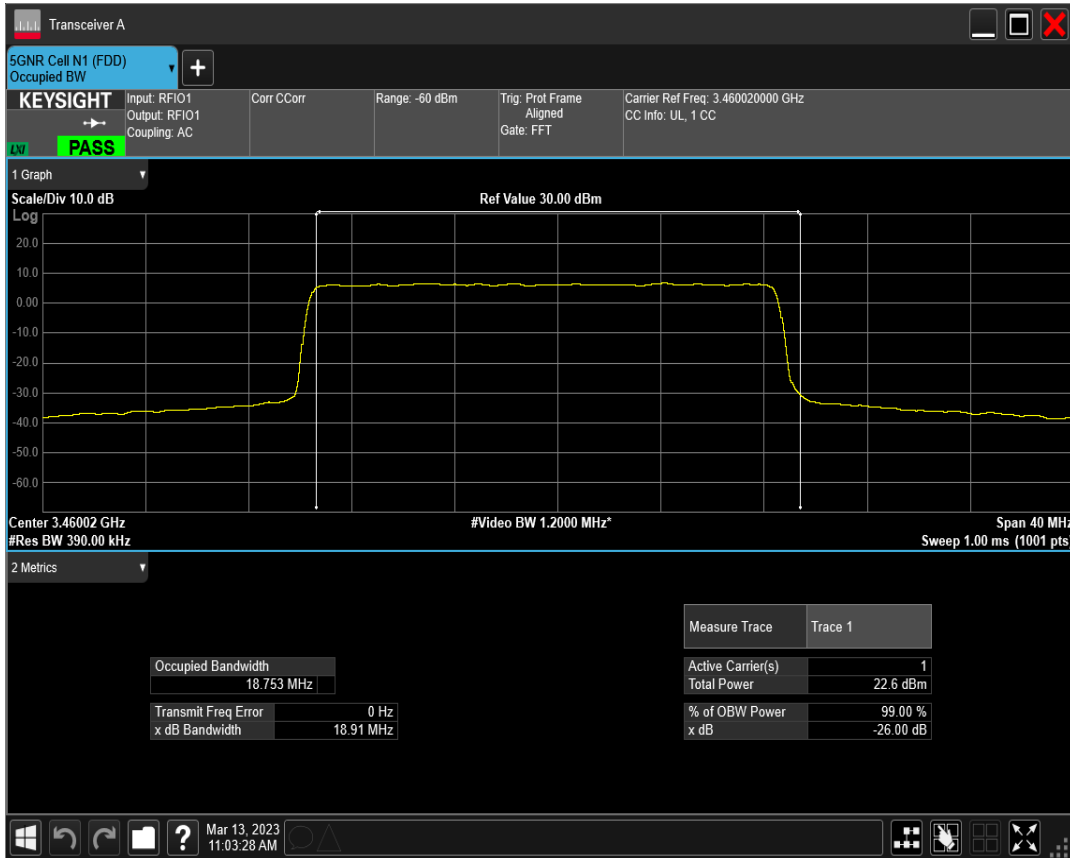 Transceiver A
5GNR Cell N1 (FDD)
Occupied BW
+
KEYSIGHT
LXI
PASS
Input: RFIO1
Output: RFIO1
Coupling: AC
Corr CCorr
Range: -60 dBm
Trig: Prot Frame
Aligned
Gate: FFT
Carrier Ref Freq: 3.460020000 GHz
CC Info: UL, 1 CC
1 Graph
Scale/Div 10.0 dB
Ref Value 30.00 dBm
Log
20.0
10.0
0.00
-10.0
-20.0
-30.0
-40.0
-50.0
-60.0
Center 3.46002 GHz
#Video BW 1.2000 MHz*
Span 40 MHz
#Res BW 390.00 kHz
Sweep 1.00 ms (1001 pts)
2 Metrics
Measure Trace Trace 1
Occupied Bandwidth
18.753 MHz
Active Carrier(s) 1
Total Power 22.6 dBm
Transmit Freq Error 0 Hz
x dB Bandwidth 18.91 MHz
% of OBW Power 99.00 %
x dB -26.00 dB
?
Mar 13, 2023
11:03:28 AM